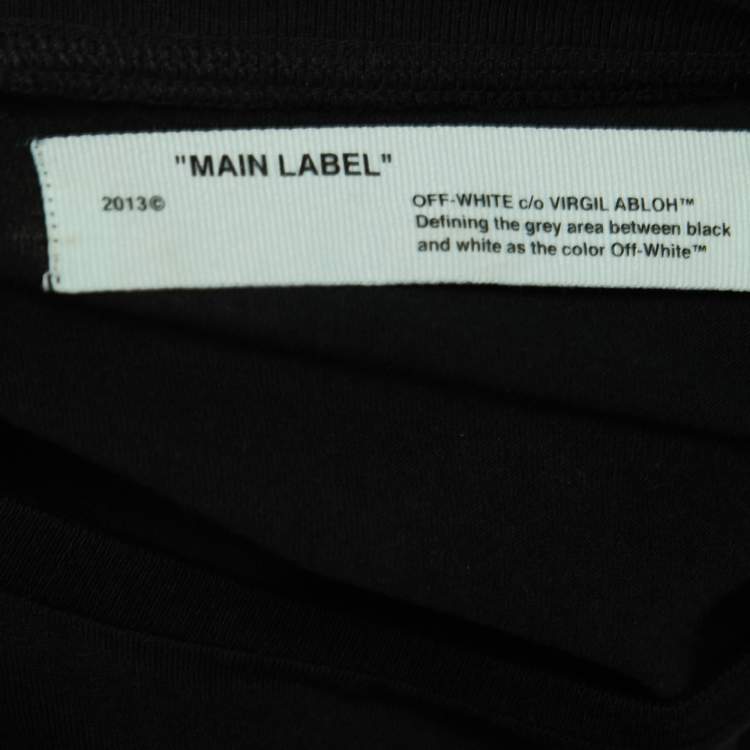 "MAIN LABEL"
2013©
OFF-WHITE c/o VIRGIL ABLOH™
Defining the grey area between black
and white as the color Off-White™